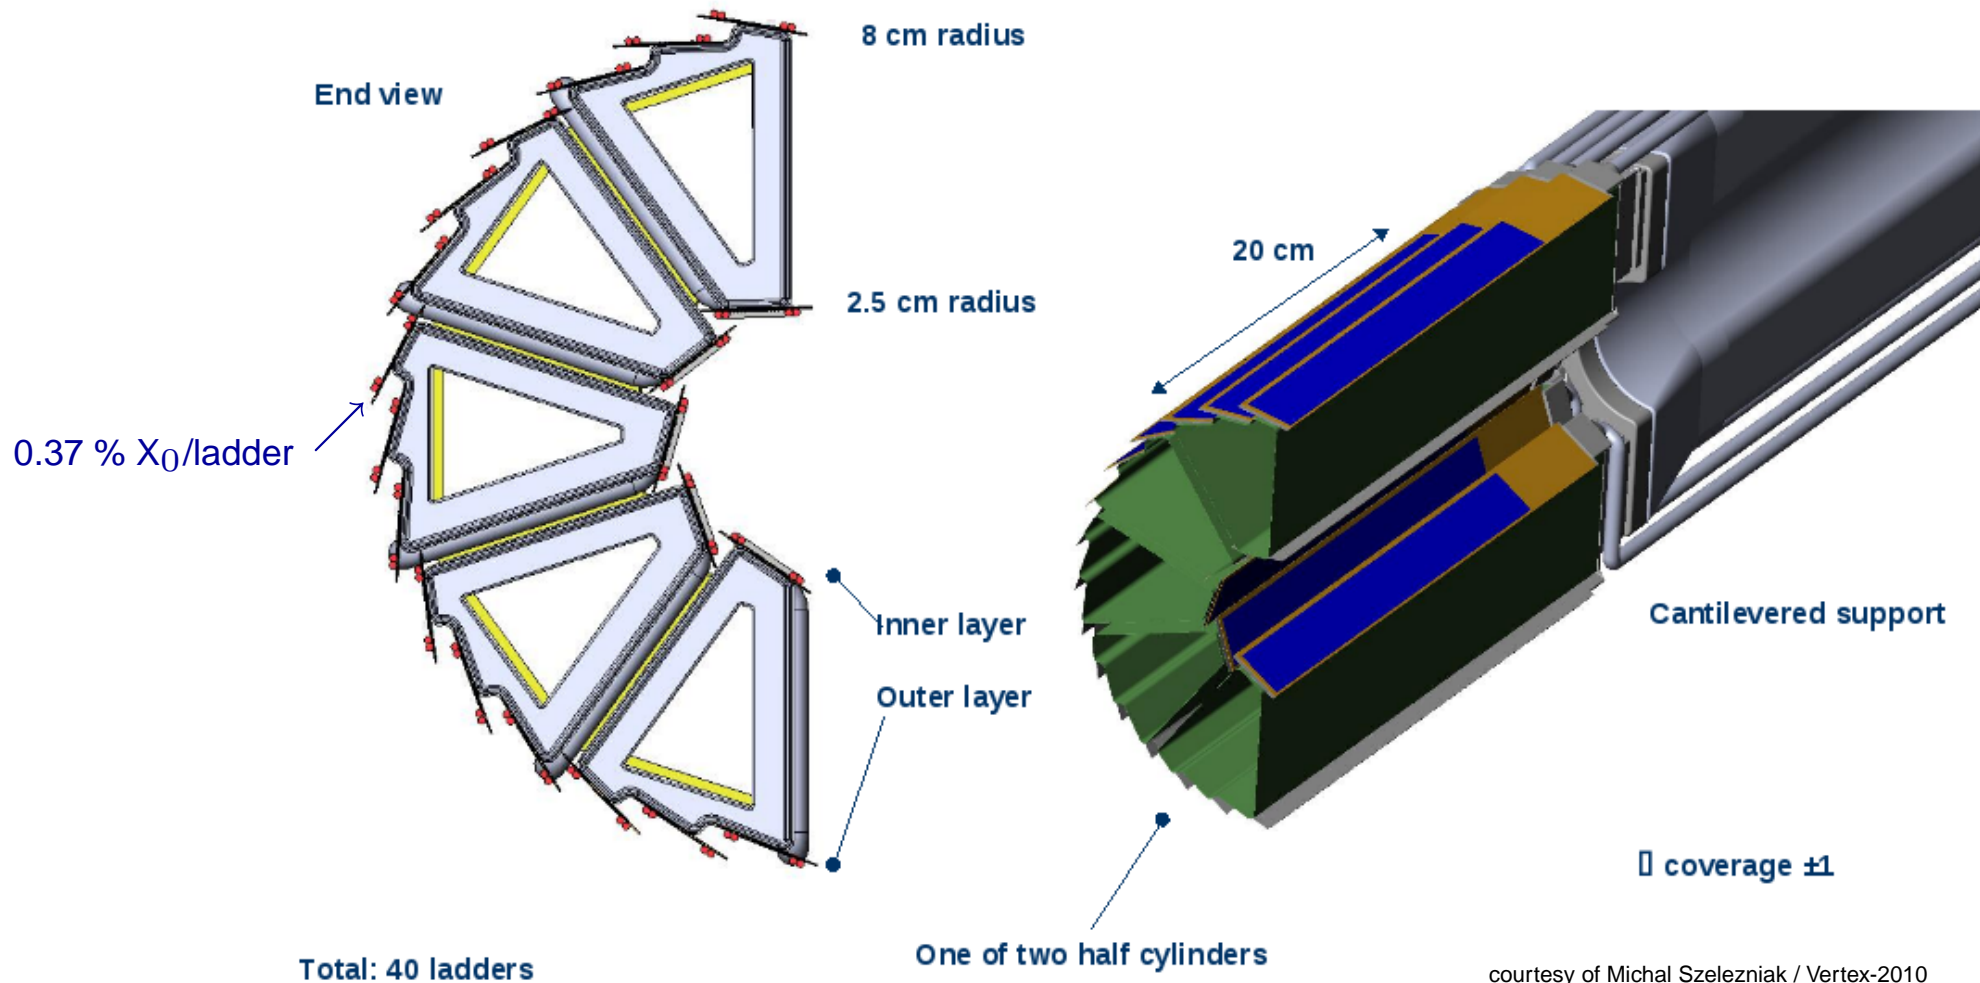 8 cm radius
End view
20 cm
2.5 cm radius
0.37 % X0/ladder
Inner layer
Cantilevered support
Outer layer
▯ coverage ±1
One of two half cylinders
Total: 40 ladders
courtesy of Michal Szelezniak / Vertex-2010